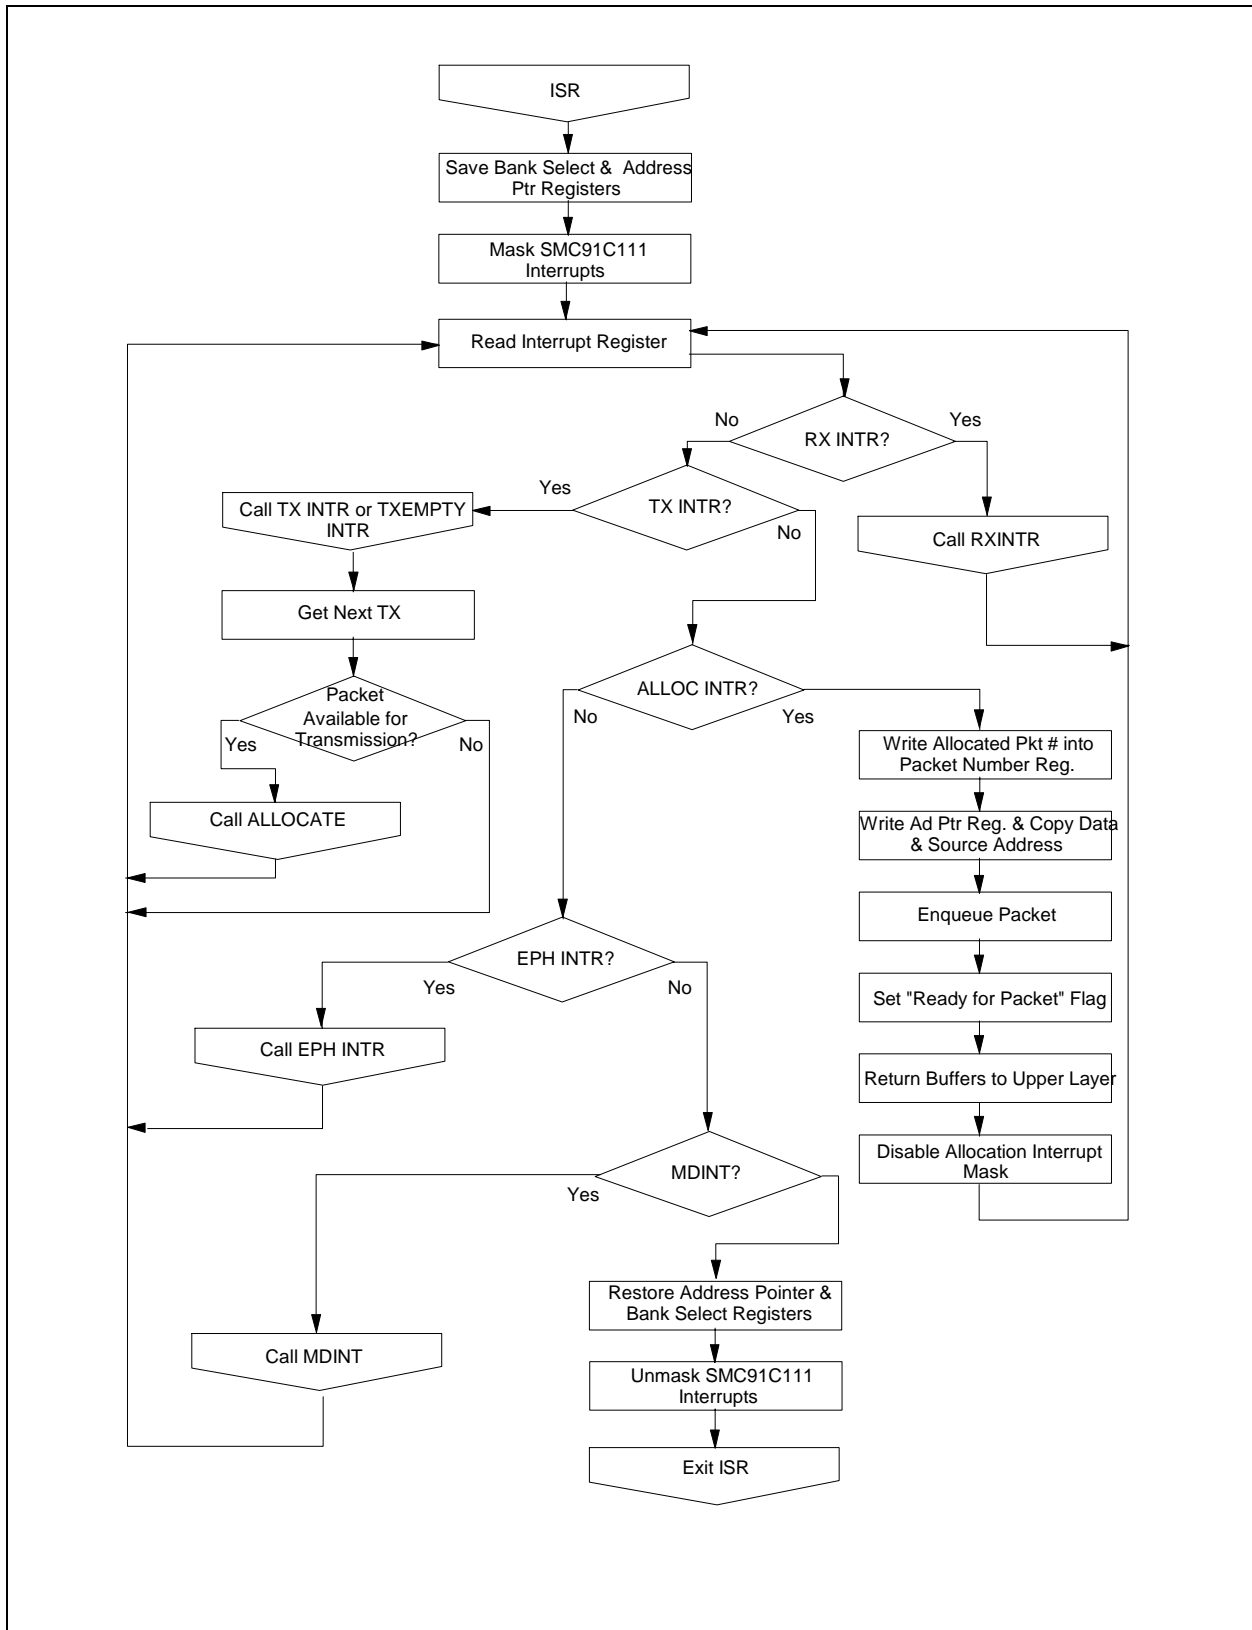 ISR
Save Bank Select & Address
Ptr Registers
Mask SMC91C111
Interrupts
Read Interrupt Register
No
Yes
RX INTR?
Yes
Call TX INTR or TXEMPTY
INTR
TX INTR?
No
Call RXINTR
Get Next TX
ALLOC INTR?
No
Yes
Packet
Available for
Transmission?
Yes
No
Write Allocated Pkt # into
Packet Number Reg.
Call ALLOCATE
Write Ad Ptr Reg. & Copy Data
& Source Address
Enqueue Packet
EPH INTR?
Yes
No
Set "Ready for Packet" Flag
Call EPH INTR
Return Buffers to Upper Layer
Disable Allocation Interrupt
Mask
MDINT?
Yes
Restore Address Pointer &
Bank Select Registers
Call MDINT
Unmask SMC91C111
Interrupts
Exit ISR